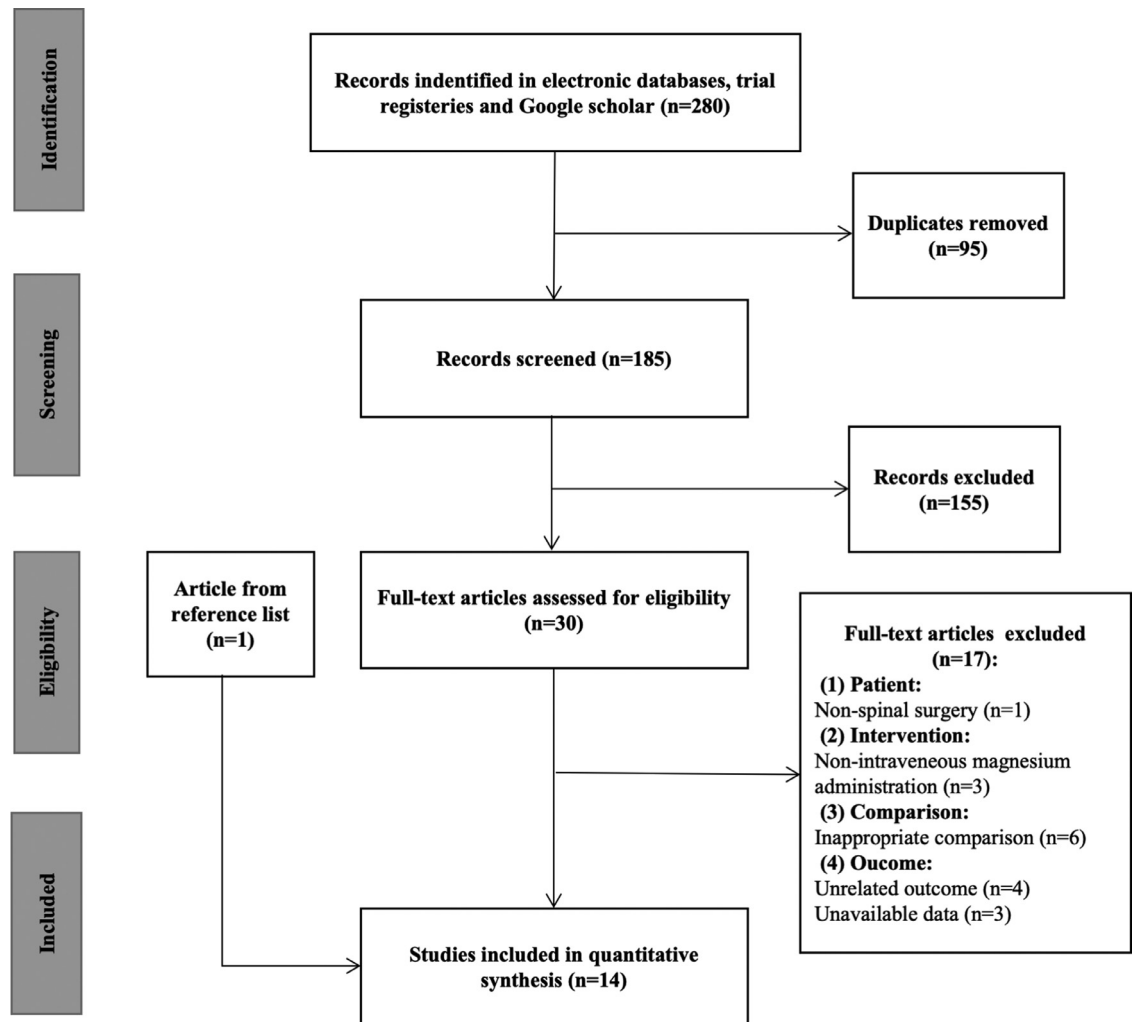 Identification
Records indentified in electronic databases, trial
registeries and Google scholar (n=280)
Duplicates removed
(n=95)
Screening
Records screened (n=185)
Records excluded
(n=155)
Eligibility
Article from
reference list
(n=1)
Full-text articles assessed for eligibility
(n=30)
Full-text articles excluded
(n=17):
(1) Patient:
Non-spinal surgery (n=1)
(2) Intervention:
Non-intraveneous magnesium
administration (n=3)
(3) Comparison:
Inappropriate comparison (n=6)
(4) Oucome:
Unrelated outcome (n=4)
Unavailable data (n=3)
Included
Studies included in quantitative
synthesis (n=14)